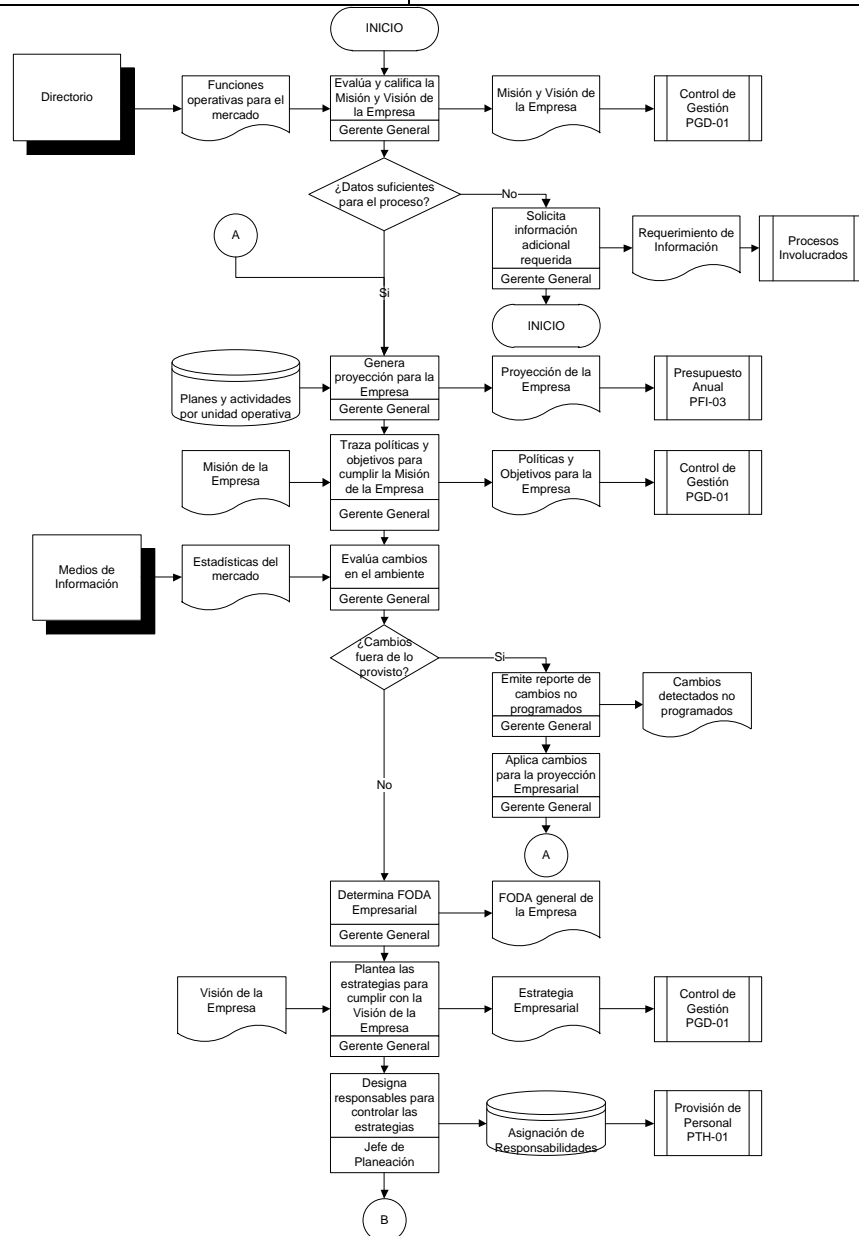 INICIO
Directorio
Funciones
operativas para el
mercado
Evalúa y califica la
Misión y Visión de
la Empresa
Gerente General
Misión y Visión de
la Empresa
Control de
Gestión
PGD-01
¿Datos suficientes
para el proceso?
No
Solicita
información
adicional
requerida
Gerente General
Requerimiento de
Información
Procesos
Involucrados
A
Si
INICIO
Planes y actividades
por unidad operativa
Genera
proyección para la
Empresa
Gerente General
Proyección de la
Empresa
Presupuesto
Anual
PFI-03
Misión de la
Empresa
Traza políticas y
objetivos para
cumplir la Misión
de la Empresa
Gerente General
Políticas y
Objetivos para la
Empresa
Control de
Gestión
PGD-01
Medios de
Información
Estadísticas del
mercado
Evalúa cambios
en el ambiente
Gerente General
¿Cambios
fuera de lo
provisto?
Si
Emite reporte de
cambios no
programados
Gerente General
Cambios
detectados no
programados
Aplica cambios
para la proyección
Empresarial
Gerente General
No
A
Determina FODA
Empresarial
Gerente General
FODA general de
la Empresa
Visión de la
Empresa
Plantea las
estrategias para
cumplir con la
Visión de la
Empresa
Gerente General
Estrategia
Empresarial
Control de
Gestión
PGD-01
Designa
responsables para
controlar las
estrategias
Jefe de
Planeación
Asignación de
Responsabilidades
Provisión de
Personal
PTH-01
B